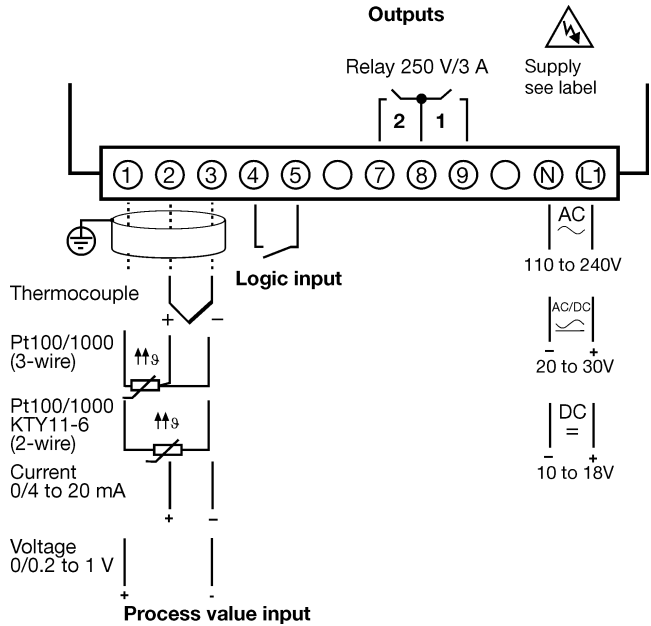 Outputs
Relay 250 V/3 A
Supply
see label
2 1
1 2 3 4 5 7 8 9 N L1
AC
110 to 240V
Logic input
Thermocouple
+ –
AC/DC
– +
20 to 30V
Pt100/1000
(3-wire)
ϑ
Pt100/1000
KTY11-6
(2-wire)
ϑ
DC
=
– +
10 to 18V
Current
0/4 to 20 mA
+ –
Voltage
0/0.2 to 1 V
+ -
Process value input